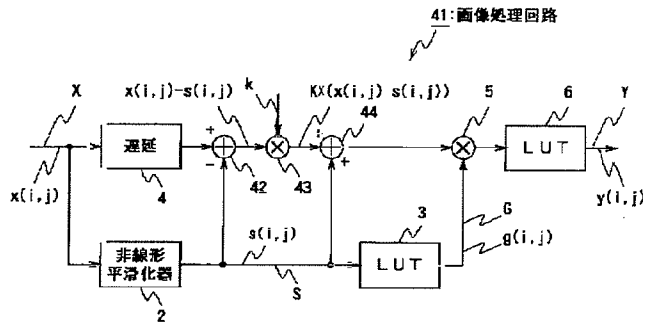 41:画像処理回路
X
x(i,j)-s(i,j)
k
KX(x(i,j) s(i,j))
44
5
6
Y
遅延
+
-
42
43
+
LUT
x(i,j)
4
y(i,j)
非線形
平滑化器
s(i,j)
S
3
LUT
G
g(i,j)
2